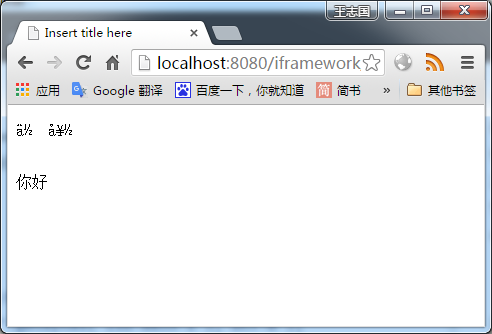 王志国
Insert title here
localhost:8080/iframework
应用 Google 翻译 百度一下，你就知道 简 简书 » 其他书签
ä½ å¥½
你好